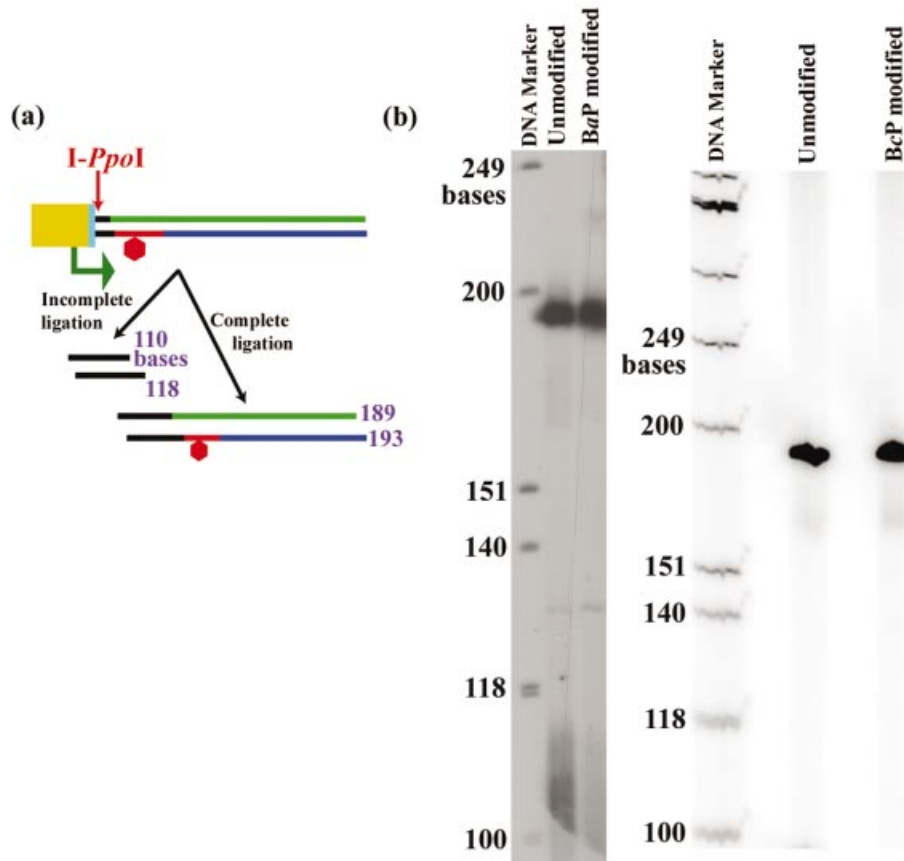 (a)
I-PpoI
Incomplete
ligation
Complete
ligation
110
bases
118
189
193
(b)
DNA Marker
Unmodified
BaP modified
249
bases
200
151
140
118
100
DNA Marker
Unmodified
BcP modified
249
bases
200
151
140
118
100